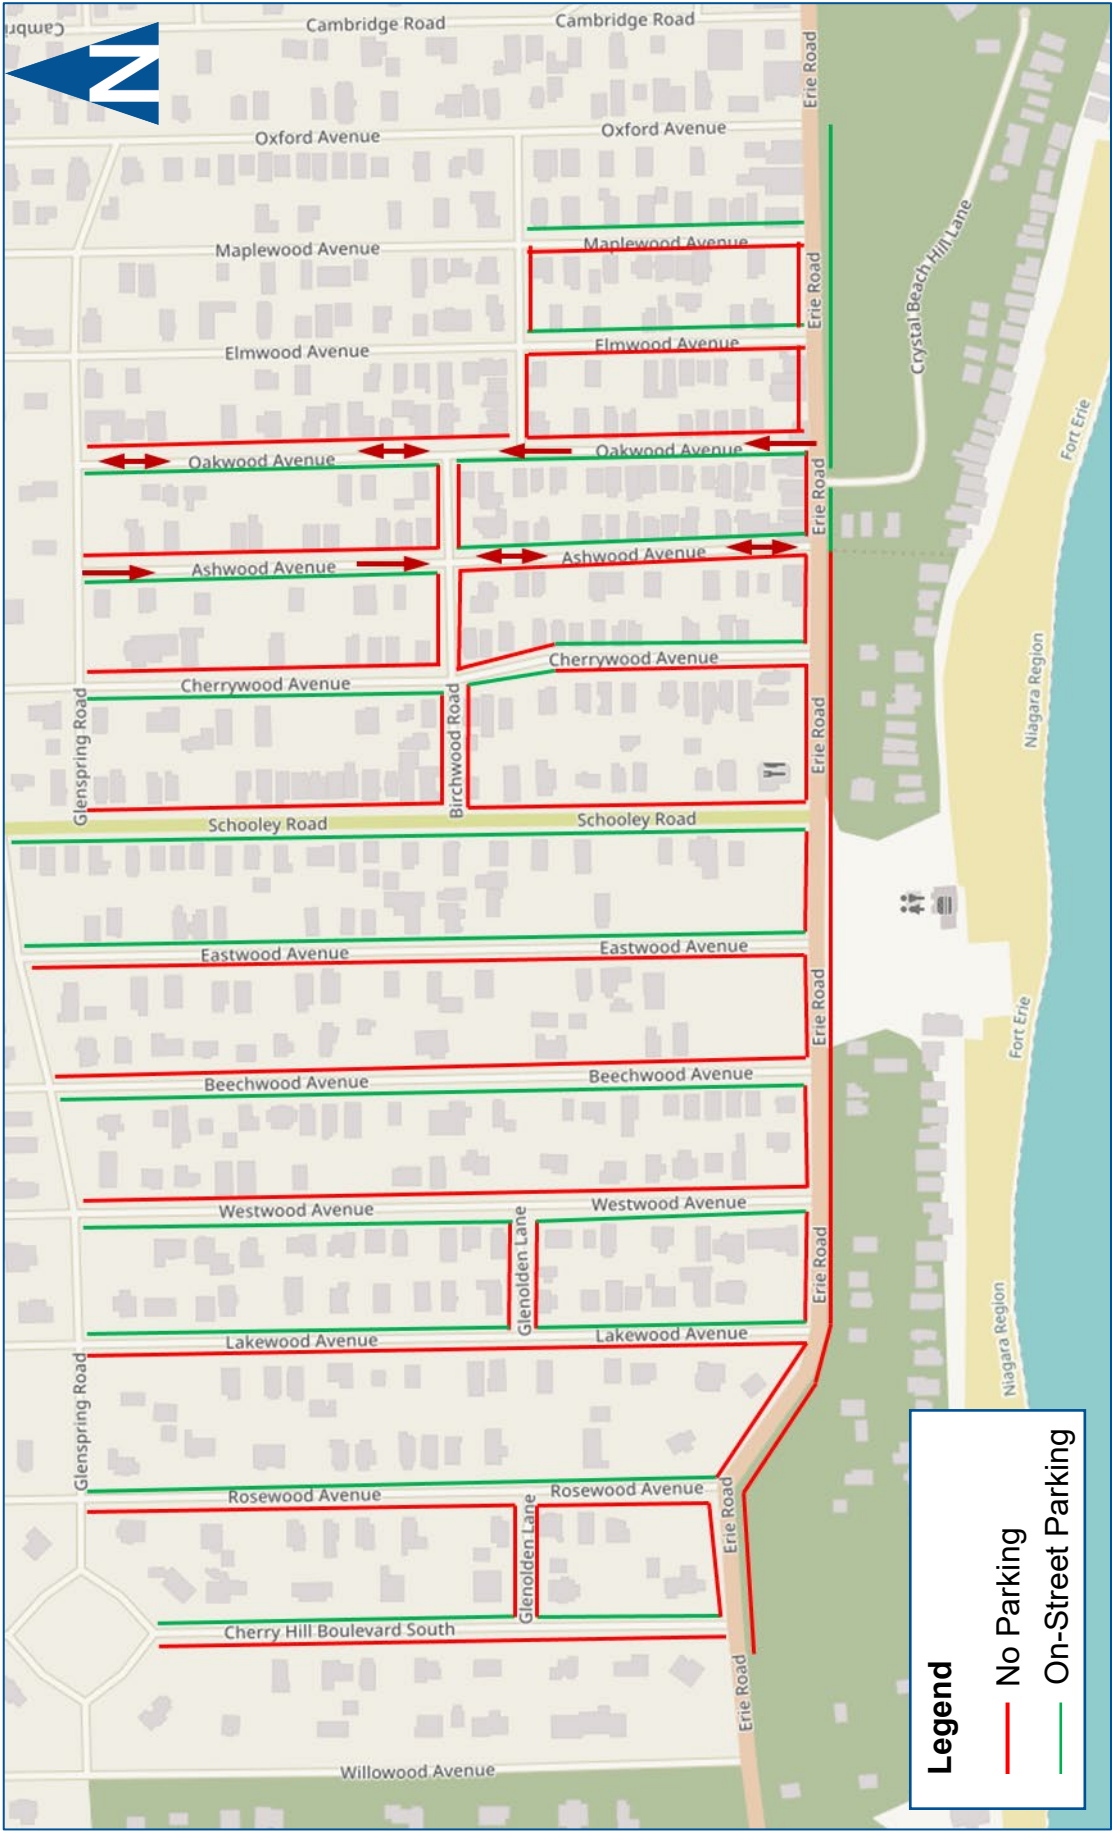 Cambri
Cambridge Road
Cambridge Road
N
Erie Road
Oxford Avenue
Oxford Avenue
Maplewood Avenue
Maplewood Avenue
Erie Road
Crystal Beach Hill Lane
Elmwood Avenue
Elmwood Avenue
Fort Erie
Oakwood Avenue
Oakwood Avenue
Erie Road
Ashwood Avenue
Ashwood Avenue
Cherrywood Avenue
Cherrywood Avenue
Niagara Region
Glenspring Road
Birchwood Road
Erie Road
Schooley Road
Schooley Road
Eastwood Avenue
Eastwood Avenue
Erie Road
Fort Erie
Beechwood Avenue
Beechwood Avenue
Westwood Avenue
Westwood Avenue
Glenolden Lane
Erie Road
Niagara Region
Lakewood Avenue
Lakewood Avenue
Glenspring Road
Rosewood Avenue
Rosewood Avenue
Glenolden Lane
Erie Road
Cherry Hill Boulevard South
Erie Road
Willowood Avenue
Legend
No Parking
On-Street Parking